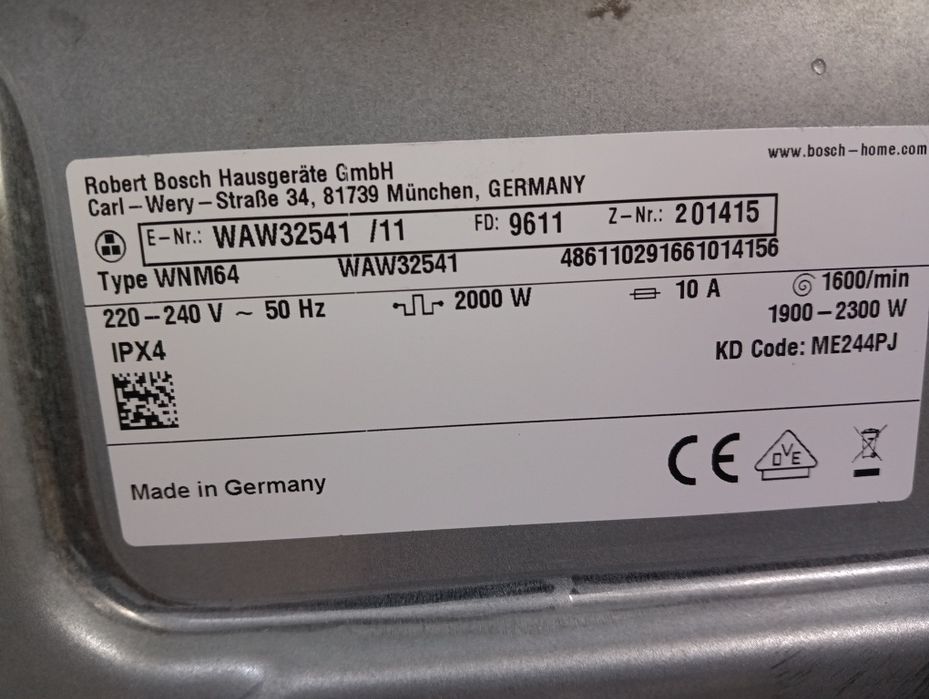 www.bosch-home.com
Robert Bosch Hausgeräte GmbH
Carl-Wery-Straße 34, 81739 München, GERMANY
E-Nr.: WAW32541 /11 FD: 9611 Z-Nr.: 201415
Type WNM64 WAW32541 486110291661014156
220-240 V ~ 50 Hz 2000 W 10 A 1600/min
1900-2300 W
IPX4 KD Code: ME244PJ
Made in Germany CE DVE